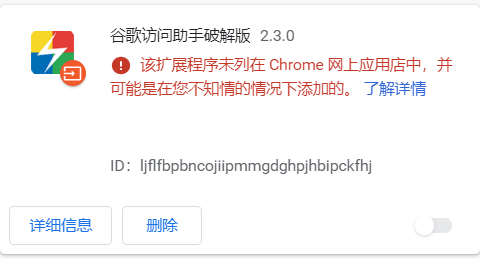 谷歌访问助手破解版 2.3.0
该扩展程序未列在 Chrome 网上应用店中，并
可能是在您不知情的情况下添加的。 了解详情
ID：ljflfbpbncojiipmmgdghpjhbipckfhj
详细信息 删除